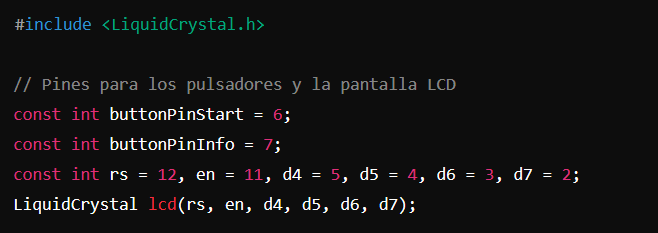 #include <LiquidCrystal.h>
// Pines para los pulsadores y la pantalla LCD
const int buttonPinStart = 6;
const int buttonPinInfo = 7;
const int rs = 12, en = 11, d4 = 5, d5 = 4, d6 = 3, d7 = 2;
LiquidCrystal lcd(rs, en, d4, d5, d6, d7);